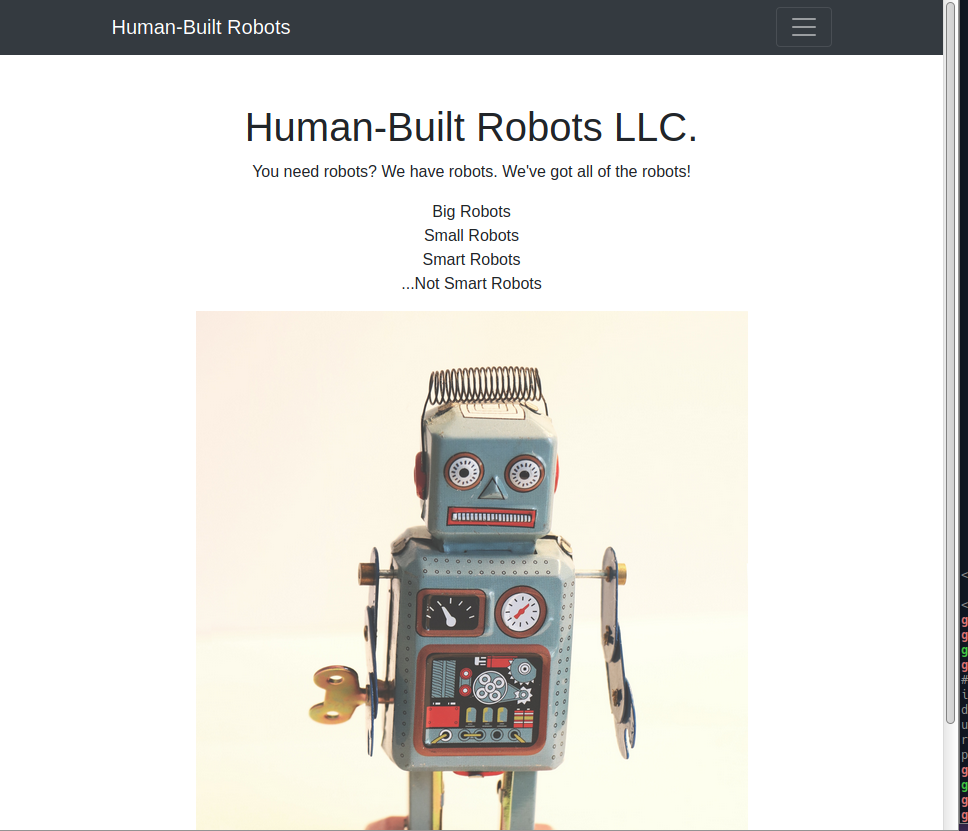 Human-Built Robots
Human-Built Robots LLC.
You need robots? We have robots. We've got all of the robots!
Big Robots
Small Robots
Smart Robots
...Not Smart Robots
<
<
g
g
g
g
#
i
d
u
r
p
g
g
g
g